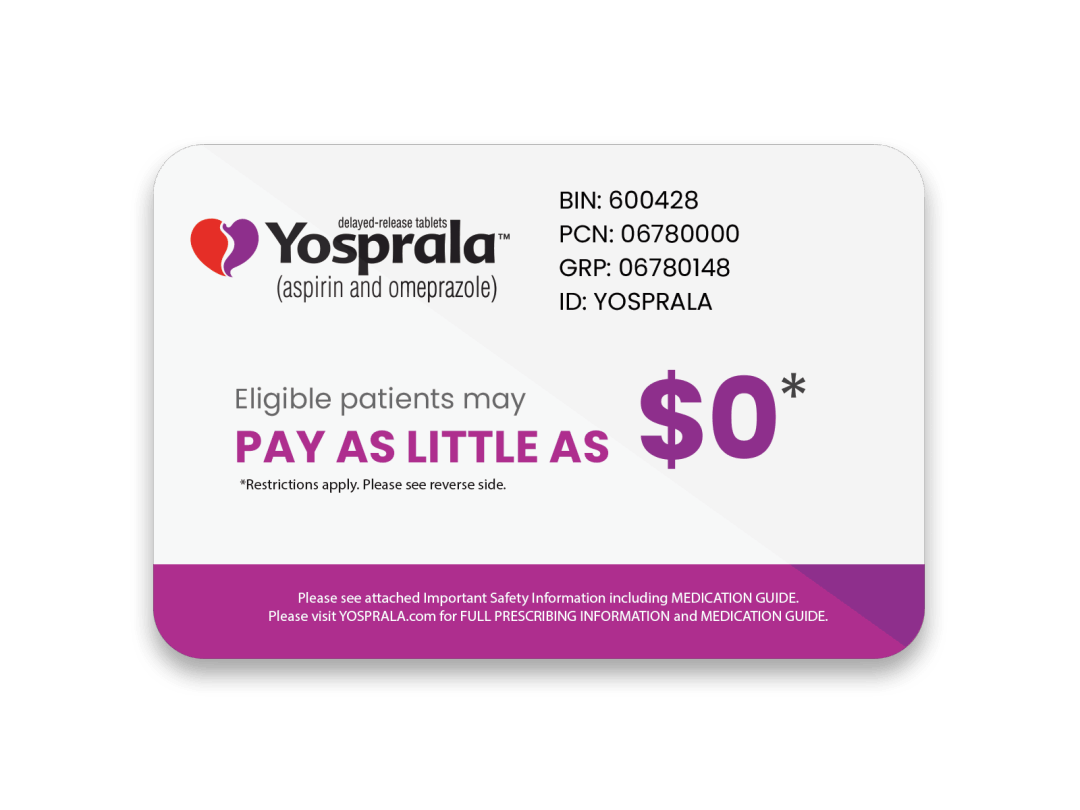 delayed-release tablets
Yosprala™
(aspirin and omeprazole)
BIN: 600428
PCN: 06780000
GRP: 06780148
ID: YOSPRALA
Eligible patients may
PAY AS LITTLE AS $0*
*Restrictions apply. Please see reverse side.
Please see attached Important Safety Information including MEDICATION GUIDE.
Please visit YOSPRALA.com for FULL PRESCRIBING INFORMATION and MEDICATION GUIDE.